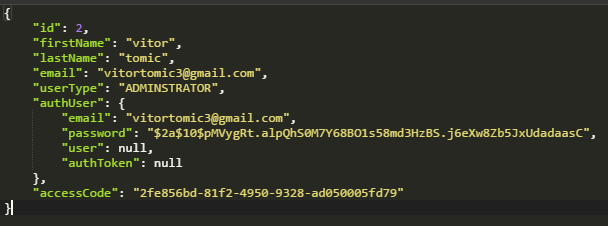 {
    "id": 2,
    "firstName": "vitor",
    "lastName": "tomic",
    "email": "vitortomic3@gmail.com",
    "userType": "ADMINSTRATOR",
    "authUser": {
        "email": "vitortomic3@gmail.com",
        "password": "$2a$10$pMVygRt.alpQhS0M7Y68BO1s58md3HzBS.j6eXw8Zb5JxUdadaasC",
        "user": null,
        "authToken": null
    },
    "accessCode": "2fe856bd-81f2-4950-9328-ad050005fd79"
}